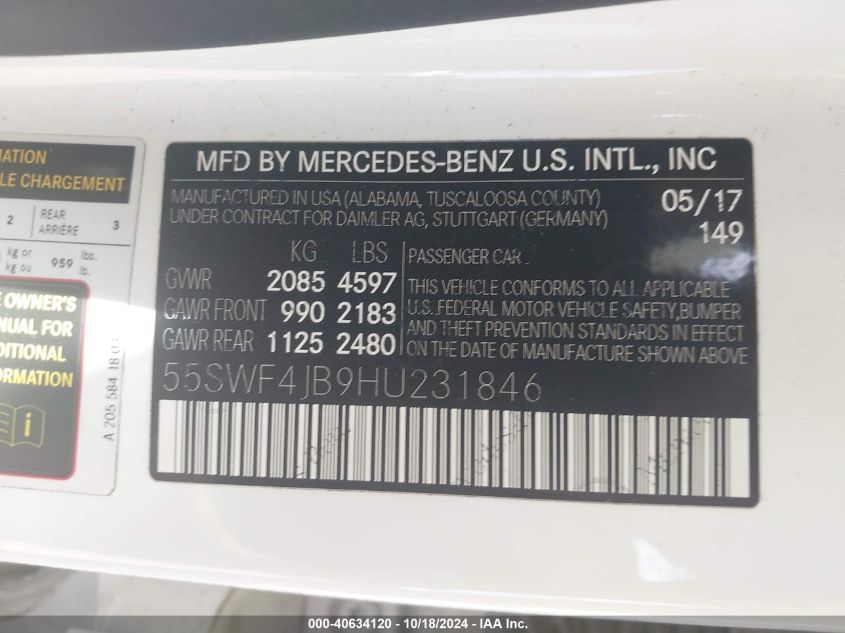 MATION
LE CHARGEMENT
2 REAR ARRIÈRE 3
kg or kg ou 959 lbs. lb.
E OWNER'S
NUAL FOR
DITIONAL
FORMATION
i
A 205 584 18 03
MFD BY MERCEDES-BENZ U.S. INTL., INC
MANUFACTURED IN USA (ALABAMA, TUSCALOOSA COUNTY) 05/17
UNDER CONTRACT FOR DAIMLER AG, STUTTGART (GERMANY) 149
KG LBS
GVWR 2085 4597
GAWR FRONT 990 2183
GAWR REAR 1125 2480
PASSENGER CAR
THIS VEHICLE CONFORMS TO ALL APPLICABLE
U.S. FEDERAL MOTOR VEHICLE SAFETY,BUMPER
AND THEFT PREVENTION STANDARDS IN EFFECT
ON THE DATE OF MANUFACTURE SHOWN ABOVE
55SWF4JB9HU231846
000-40634120 - 10/18/2024 - IAAI.com